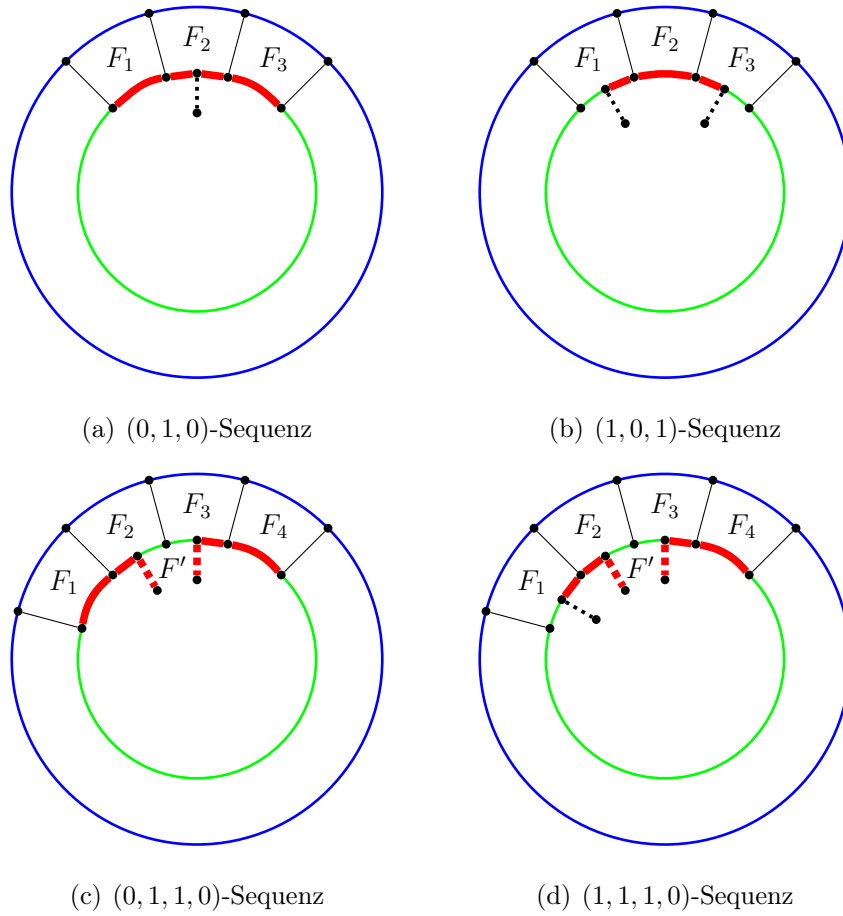 F₁ F₂ F₃
F₁ F₂ F₃
(a) (0, 1, 0)-Sequenz
(b) (1, 0, 1)-Sequenz
F₁ F₂ F₃ F₄ F′
F₁ F₂ F₃ F₄ F′
(c) (0, 1, 1, 0)-Sequenz
(d) (1, 1, 1, 0)-Sequenz